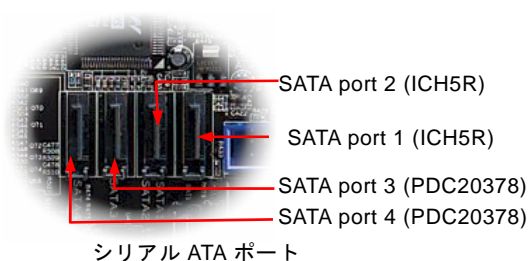 SATA port 2 (ICH5R)
SATA port 1 (ICH5R)
SATA port 3 (PDC20378)
SATA port 4 (PDC20378)
シリアル ATA ポート